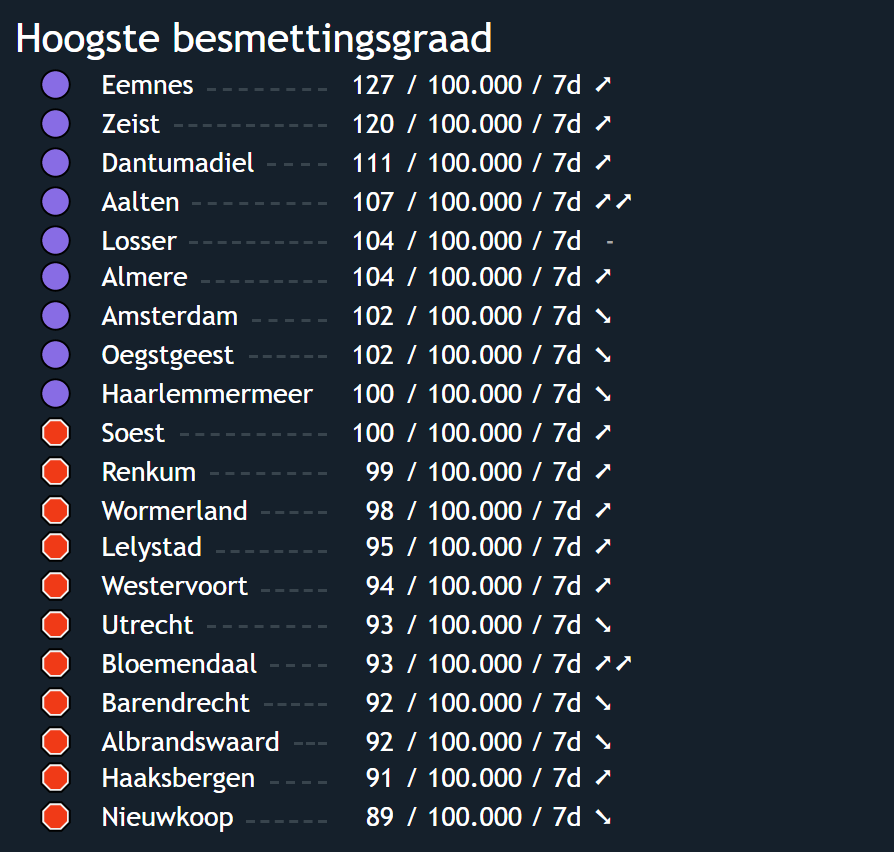 Hoogste besmettingsgraad
Eemnes 127 / 100.000 / 7d ➚
Zeist 120 / 100.000 / 7d ➚
Dantumadiel 111 / 100.000 / 7d ➚
Aalten 107 / 100.000 / 7d ➚➚
Losser 104 / 100.000 / 7d -
Almere 104 / 100.000 / 7d ➚
Amsterdam 102 / 100.000 / 7d ➘
Oegstgeest 102 / 100.000 / 7d ➘
Haarlemmermeer 100 / 100.000 / 7d ➘
Soest 100 / 100.000 / 7d ➚
Renkum 99 / 100.000 / 7d ➚
Wormerland 98 / 100.000 / 7d ➚
Lelystad 95 / 100.000 / 7d ➚
Westervoort 94 / 100.000 / 7d ➚
Utrecht 93 / 100.000 / 7d ➘
Bloemendaal 93 / 100.000 / 7d ➚➚
Barendrecht 92 / 100.000 / 7d ➘
Albrandswaard 92 / 100.000 / 7d ➘
Haaksbergen 91 / 100.000 / 7d ➚
Nieuwkoop 89 / 100.000 / 7d ➘